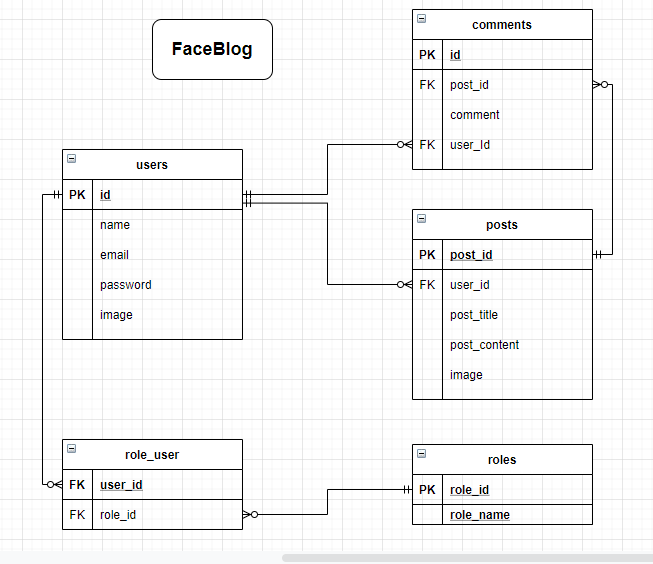 FaceBlog
comments
PK id
FK post_id
comment
FK user_Id
users
PK id
name
email
password
image
posts
PK post_id
FK user_id
post_title
post_content
image
role_user
FK user_id
FK role_id
roles
PK role_id
role_name